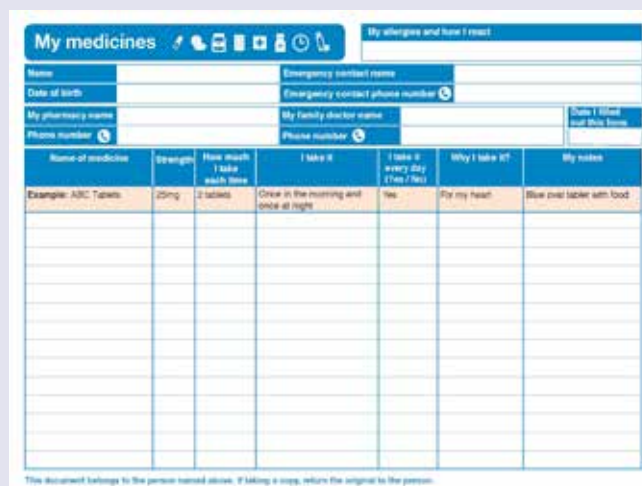 My medicines
My allergies and how I react
Name
Emergency contact name
Date of birth
Emergency contact phone number
My pharmacy name
My family doctor name
Date I filled
out this form
Phone number
Phone number
Name of medicine
Strength
How much
I take
each time
I take it
I take it
every day
(Yes / No)
Why I take it?
My notes
Example: ABC Tablets
25mg
2 tablets
Once in the morning and
once at night
Yes
For my heart
Blue oval tablet with food
This document belongs to the person named above. If taking a copy, return the original to the person.